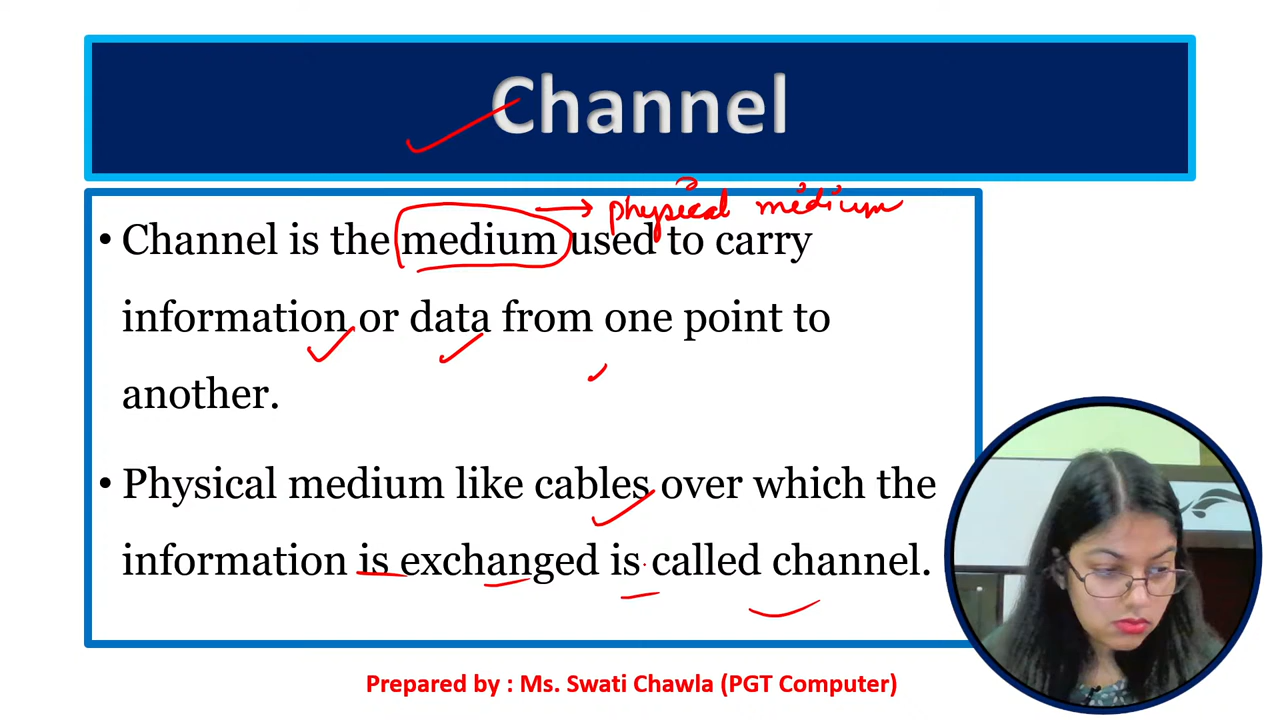 Channel
physical medium
• Channel is the medium used to carry
information or data from one point to
another.
• Physical medium like cables over which the
information is exchanged is called channel.
Prepared by : Ms. Swati Chawla (PGT Computer)